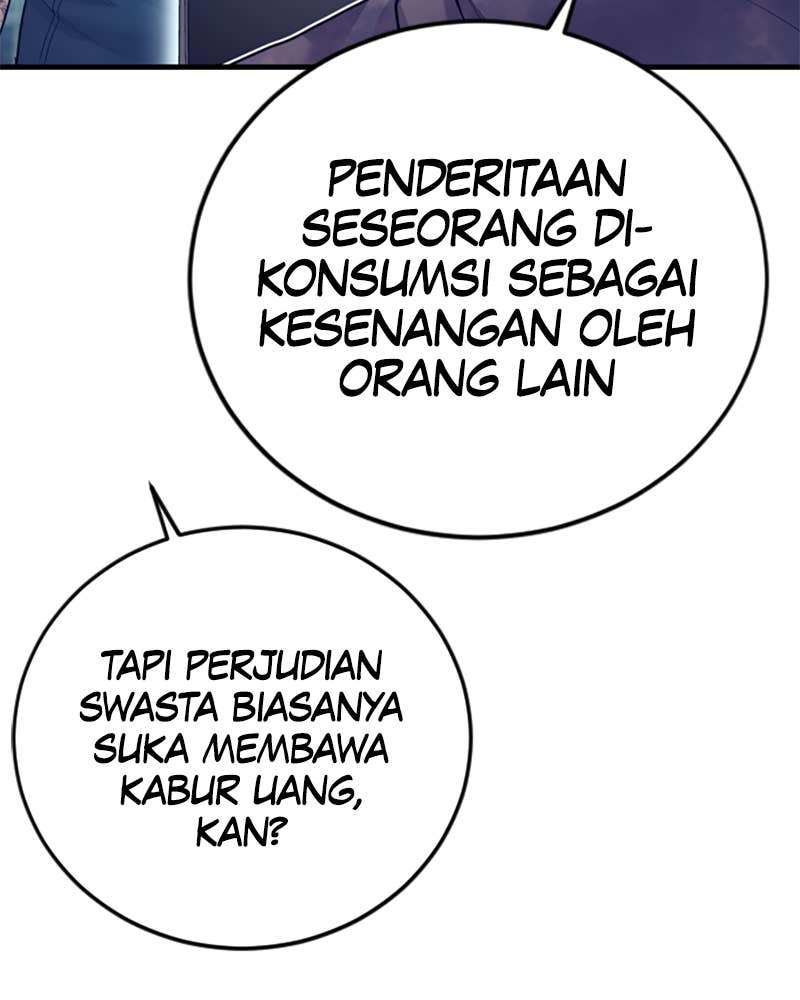 PENDERITAAN
SESEORANG DI-
KONSUMSI SEBAGAI
KESENANGAN OLEH
ORANG LAIN
TAPI PERJUDIAN
SWASTA BIASANYA
SUKA MEMBAWA
KABUR UANG,
KAN?